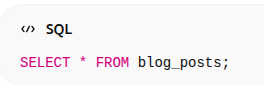 </> SQL
SELECT * FROM blog_posts;